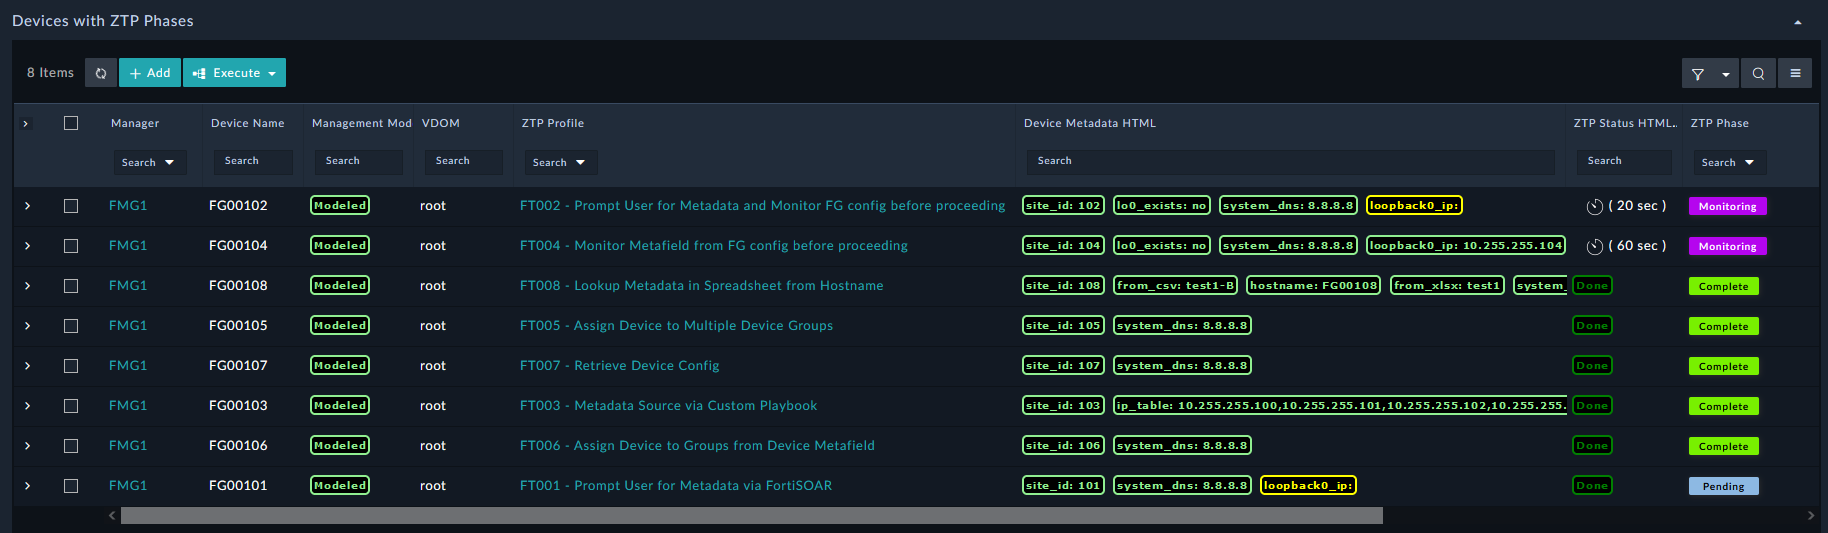 Devices with ZTP Phases
8 Items Add Execute
Manager Device Name Management Mod VDOM ZTP Profile Device Metadata HTML ZTP Status HTML.. ZTP Phase
Search Search Search Search Search Search Search Search
FMG1 FG00102 Modeled root FT002 - Prompt User for Metadata and Monitor FG config before proceeding site_id: 102 lo0_exists: no system_dns: 8.8.8.8 loopback0_ip: ( 20 sec ) Monitoring
FMG1 FG00104 Modeled root FT004 - Monitor Metafield from FG config before proceeding site_id: 104 lo0_exists: no system_dns: 8.8.8.8 loopback0_ip: 10.255.255.104 ( 60 sec ) Monitoring
FMG1 FG00108 Modeled root FT008 - Lookup Metadata in Spreadsheet from Hostname site_id: 108 from_csv: test1-B hostname: FG00108 from_xlsx: test1 system_ Done Complete
FMG1 FG00105 Modeled root FT005 - Assign Device to Multiple Device Groups site_id: 105 system_dns: 8.8.8.8 Done Complete
FMG1 FG00107 Modeled root FT007 - Retrieve Device Config site_id: 107 system_dns: 8.8.8.8 Done Complete
FMG1 FG00103 Modeled root FT003 - Metadata Source via Custom Playbook site_id: 103 ip_table: 10.255.255.100,10.255.255.101,10.255.255.102,10.255.255. Done Complete
FMG1 FG00106 Modeled root FT006 - Assign Device to Groups from Device Metafield site_id: 106 system_dns: 8.8.8.8 Done Complete
FMG1 FG00101 Modeled root FT001 - Prompt User for Metadata via FortiSOAR site_id: 101 system_dns: 8.8.8.8 loopback0_ip: Done Pending